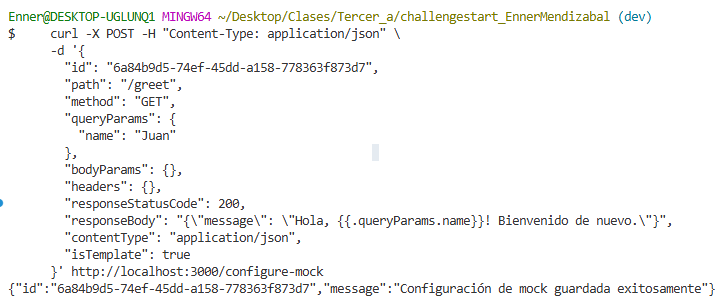 Enner@DESKTOP-UGLUNQ1 MINGW64 ~/Desktop/Clases/Tercer_a/challengestart_EnnerMendizabal (dev)
$     curl -X POST -H "Content-Type: application/json" \
      -d '{
        "id": "6a84b9d5-74ef-45dd-a158-778363f873d7",
        "path": "/greet",
        "method": "GET",
        "queryParams": {
          "name": "Juan"
        },
        "bodyParams": {},
        "headers": {},
        "responseStatusCode": 200,
        "responseBody": "{\"message\": \"Hola, {{.queryParams.name}}! Bienvenido de nuevo.\"}",
        "contentType": "application/json",
        "isTemplate": true
      }' http://localhost:3000/configure-mock
{"id":"6a84b9d5-74ef-45dd-a158-778363f873d7","message":"Configuración de mock guardada exitosamente"}